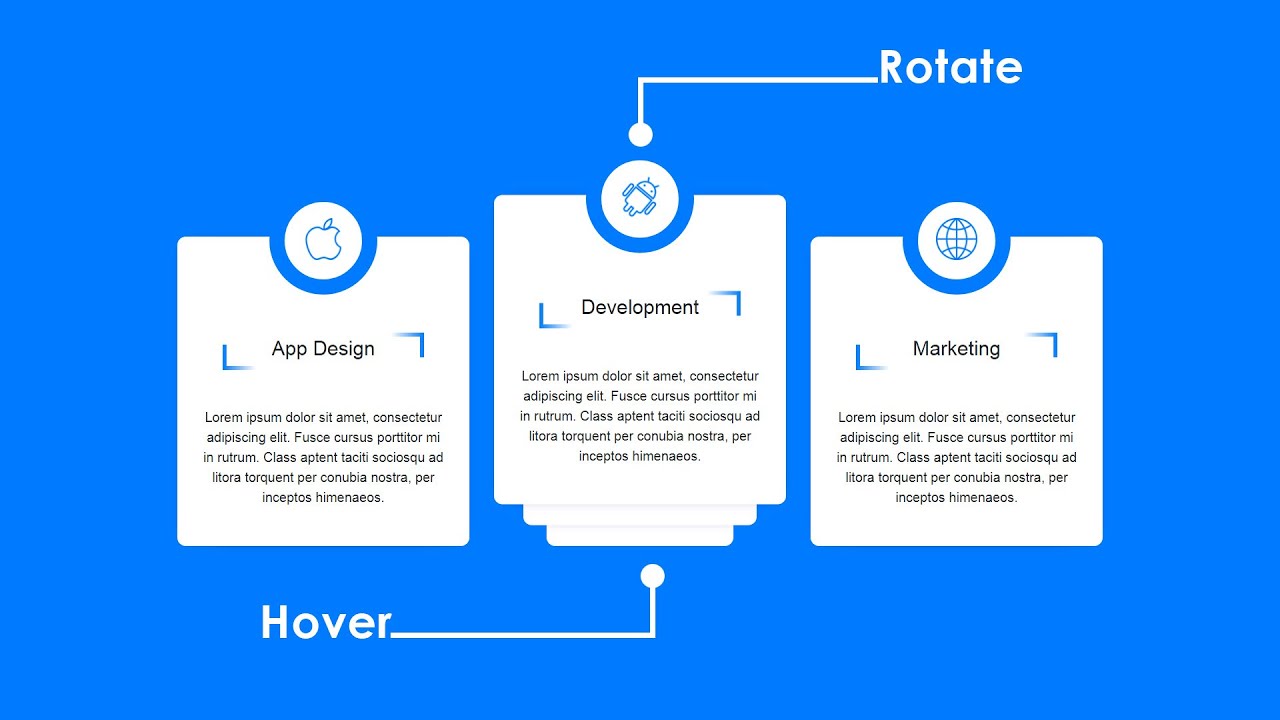 Rotate
App Design
Lorem ipsum dolor sit amet, consectetur
adipiscing elit. Fusce cursus porttitor mi
in rutrum. Class aptent taciti sociosqu ad
litora torquent per conubia nostra, per
inceptos himenaeos.
Development
Lorem ipsum dolor sit amet, consectetur
adipiscing elit. Fusce cursus porttitor mi
in rutrum. Class aptent taciti sociosqu ad
litora torquent per conubia nostra, per
inceptos himenaeos.
Marketing
Lorem ipsum dolor sit amet, consectetur
adipiscing elit. Fusce cursus porttitor mi
in rutrum. Class aptent taciti sociosqu ad
litora torquent per conubia nostra, per
inceptos himenaeos.
Hover